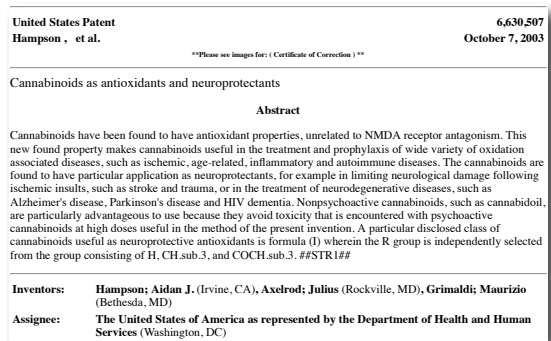 United States Patent 6,630,507
Hampson , et al. October 7, 2003
**Please see images for: ( Certificate of Correction ) **
Cannabinoids as antioxidants and neuroprotectants
Abstract
Cannabinoids have been found to have antioxidant properties, unrelated to NMDA receptor antagonism. This
new found property makes cannabinoids useful in the treatment and prophylaxis of wide variety of oxidation
associated diseases, such as ischemic, age-related, inflammatory and autoimmune diseases. The cannabinoids are
found to have particular application as neuroprotectants, for example in limiting neurological damage following
ischemic insults, such as stroke and trauma, or in the treatment of neurodegenerative diseases, such as
Alzheimer's disease, Parkinson's disease and HIV dementia. Nonpsychoactive cannabinoids, such as cannabidoil,
are particularly advantageous to use because they avoid toxicity that is encountered with psychoactive
cannabinoids at high doses useful in the method of the present invention. A particular disclosed class of
cannabinoids useful as neuroprotective antioxidants is formula (I) wherein the R group is independently selected
from the group consisting of H, CH.sub.3, and COCH.sub.3. ##STR1##
Inventors: Hampson; Aidan J. (Irvine, CA), Axelrod; Julius (Rockville, MD), Grimaldi; Maurizio
(Bethesda, MD)
Assignee: The United States of America as represented by the Department of Health and Human
Services (Washington, DC)